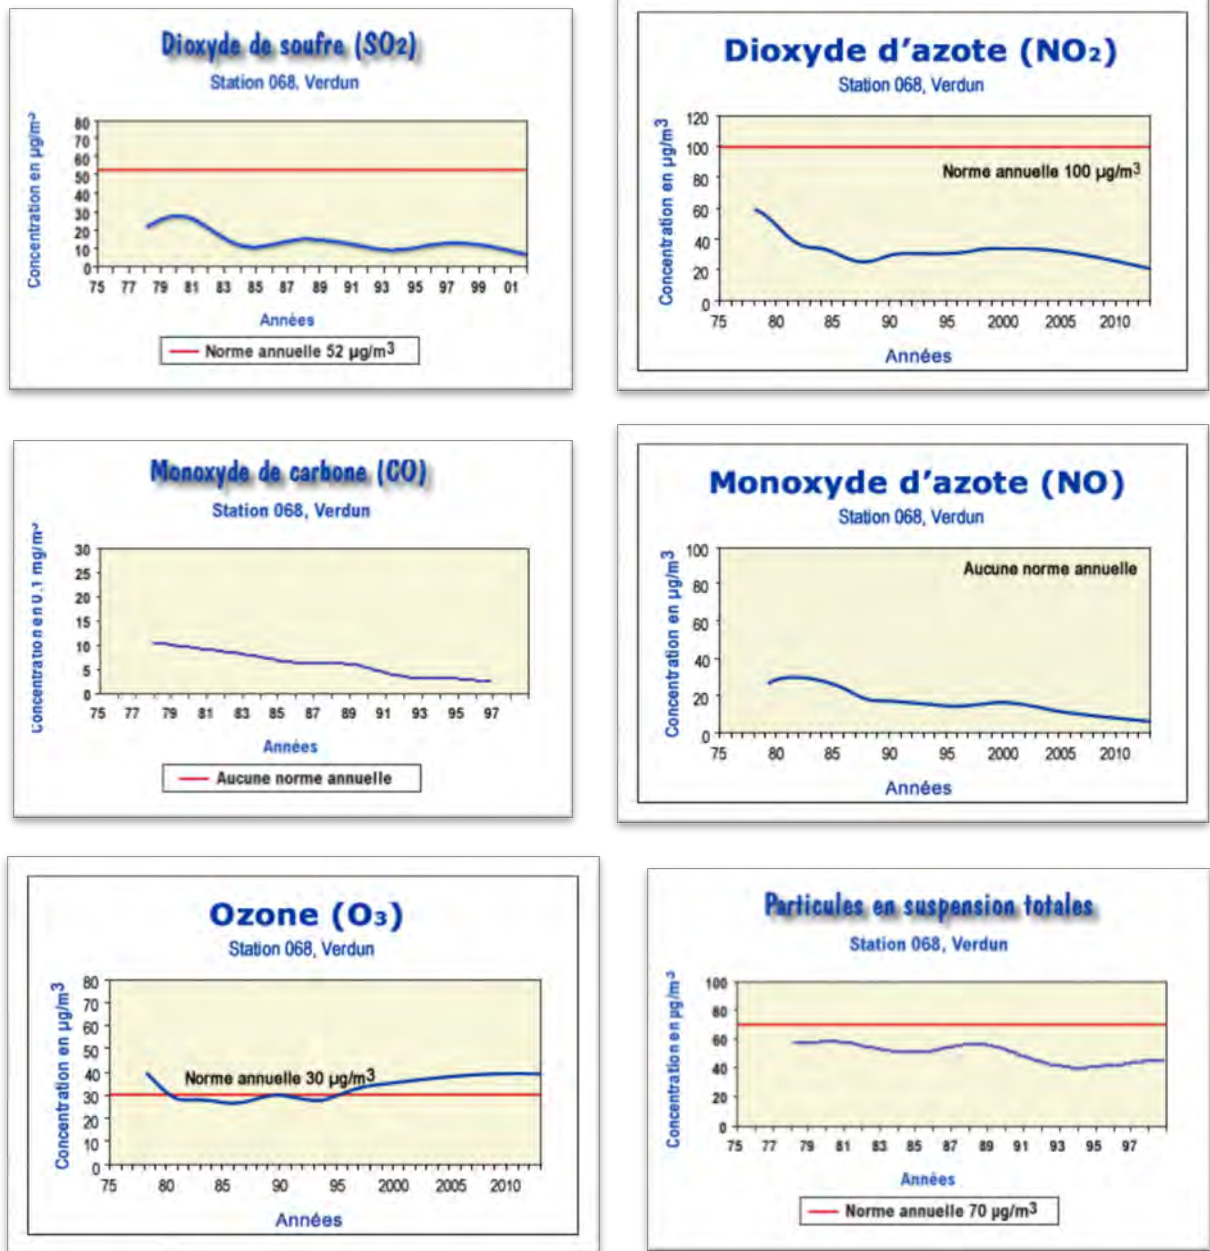 Dioxyde de soufre (SO2)
Station 068, Verdun
Concentration en µg/m3
80
70
60
50
40
30
20
10
0
75 77 79 81 83 85 87 89 91 93 95 97 99 01
Années
Norme annuelle 52 µg/m3
Dioxyde d'azote (NO2)
Station 068, Verdun
Concentration en µg/m3
120
100
80
60
40
20
0
Norme annuelle 100 µg/m3
75 80 85 90 95 2000 2005 2010
Années
Monoxyde de carbone (CO)
Station 068, Verdun
Concentration en 0,1 mg/m3
30
25
20
15
10
5
0
75 77 79 81 83 85 87 89 91 93 95 97
Années
Aucune norme annuelle
Monoxyde d'azote (NO)
Station 068, Verdun
Concentration en µg/m3
100
80
60
40
20
0
Aucune norme annuelle
75 80 85 90 95 2000 2005 2010
Années
Ozone (O3)
Station 068, Verdun
Concentration en µg/m3
80
70
60
50
40
30
20
10
0
Norme annuelle 30 µg/m3
75 80 85 90 95 2000 2005 2010
Années
Particules en suspension totales
Station 068, Verdun
Concentration en µg/m3
100
80
60
40
20
0
75 77 79 81 83 85 87 89 91 93 95 97
Années
Norme annuelle 70 µg/m3